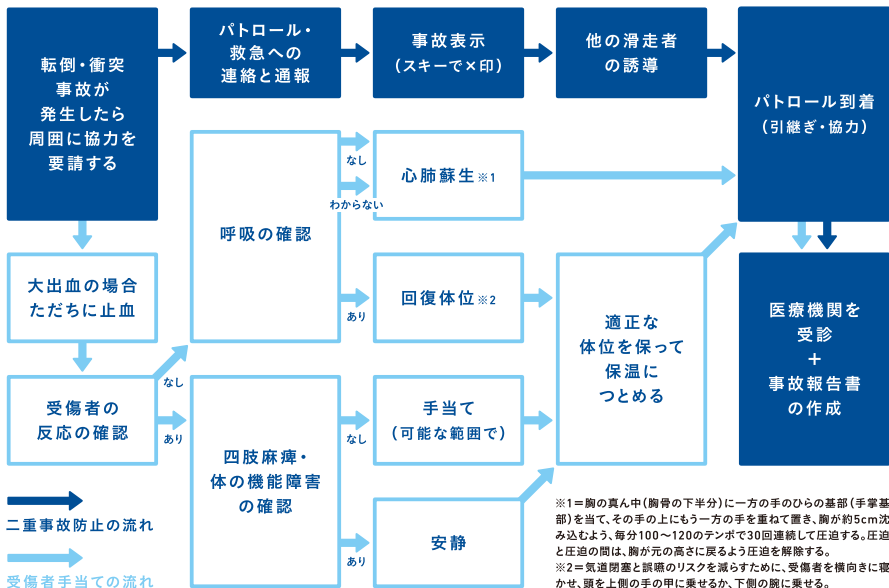 転倒・衝突
事故が
発生したら
周囲に協力を
要請する
パトロール・
救急への
連絡と通報
事故表示
(スキーで×印)
他の滑走者
の誘導
パトロール到着
(引継ぎ・協力)
大出血の場合
ただちに止血
受傷者の
反応の確認
なし
あり
呼吸の確認
なし
わからない
あり
心肺蘇生※1
回復体位※2
四肢麻痺・
体の機能障害
の確認
なし
あり
手当て
(可能な範囲で)
安静
適正な
体位を保って
保温に
つとめる
医療機関を
受診
+
事故報告書
の作成
二重事故防止の流れ
受傷者手当ての流れ
※1=胸の真ん中(胸骨の下半分)に一方の手のひらの基部(手掌基
部)を当て、その手の上にもう一方の手を重ねて置き、胸が約5cm沈
み込むよう、毎分100〜120のテンポで30回連続して圧迫する。圧迫
と圧迫の間は、胸が元の高さに戻るよう圧迫を解除する。
※2=気道閉塞と誤嚥のリスクを減らすために、受傷者を横向きに寝
かせ、頭を上側の手の甲に乗せるか、下側の腕に乗せる。